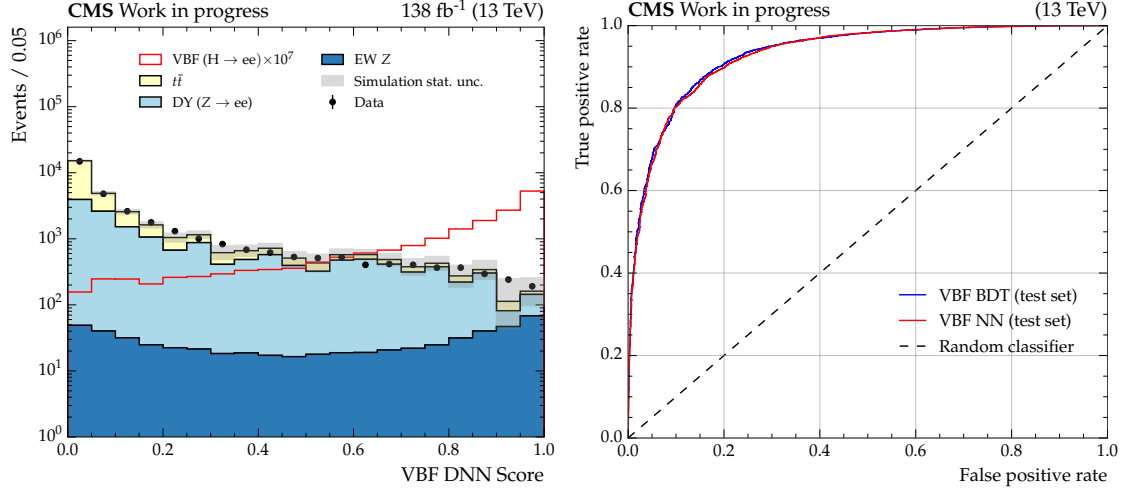 CMS Work in progress 138 fb⁻¹ (13 TeV)
Events / 0.05
10⁶
10⁵
10⁴
10³
10²
10¹
10⁰
VBF (H → ee)×10⁷
tt̄
DY (Z → ee)
EW Z
Simulation stat. unc.
Data
0.0 0.2 0.4 0.6 0.8 1.0
VBF DNN Score
CMS Work in progress (13 TeV)
True positive rate
1.0
0.8
0.6
0.4
0.2
0.0
VBF BDT (test set)
VBF NN (test set)
Random classifier
0.0 0.2 0.4 0.6 0.8 1.0
False positive rate